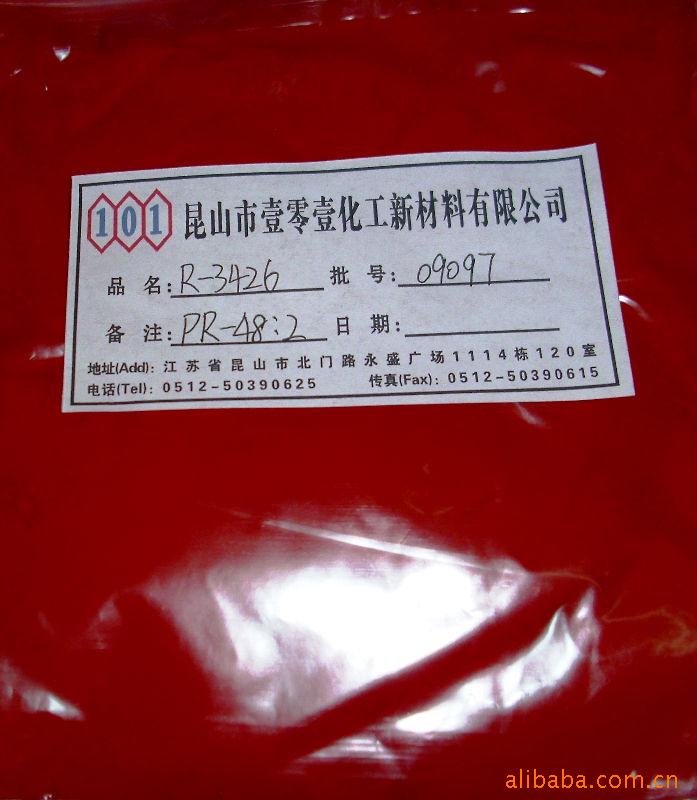 101 昆山市壹零壹化工新材料有限公司
品 名: R-3426 批 号: 09097
备 注: PR-48:2 日 期:
地址(Add): 江苏省昆山市北门路永盛广场1114栋120室
电话(Tel): 0512-50390625 传真(Fax): 0512-50390615
alibaba.com.cn